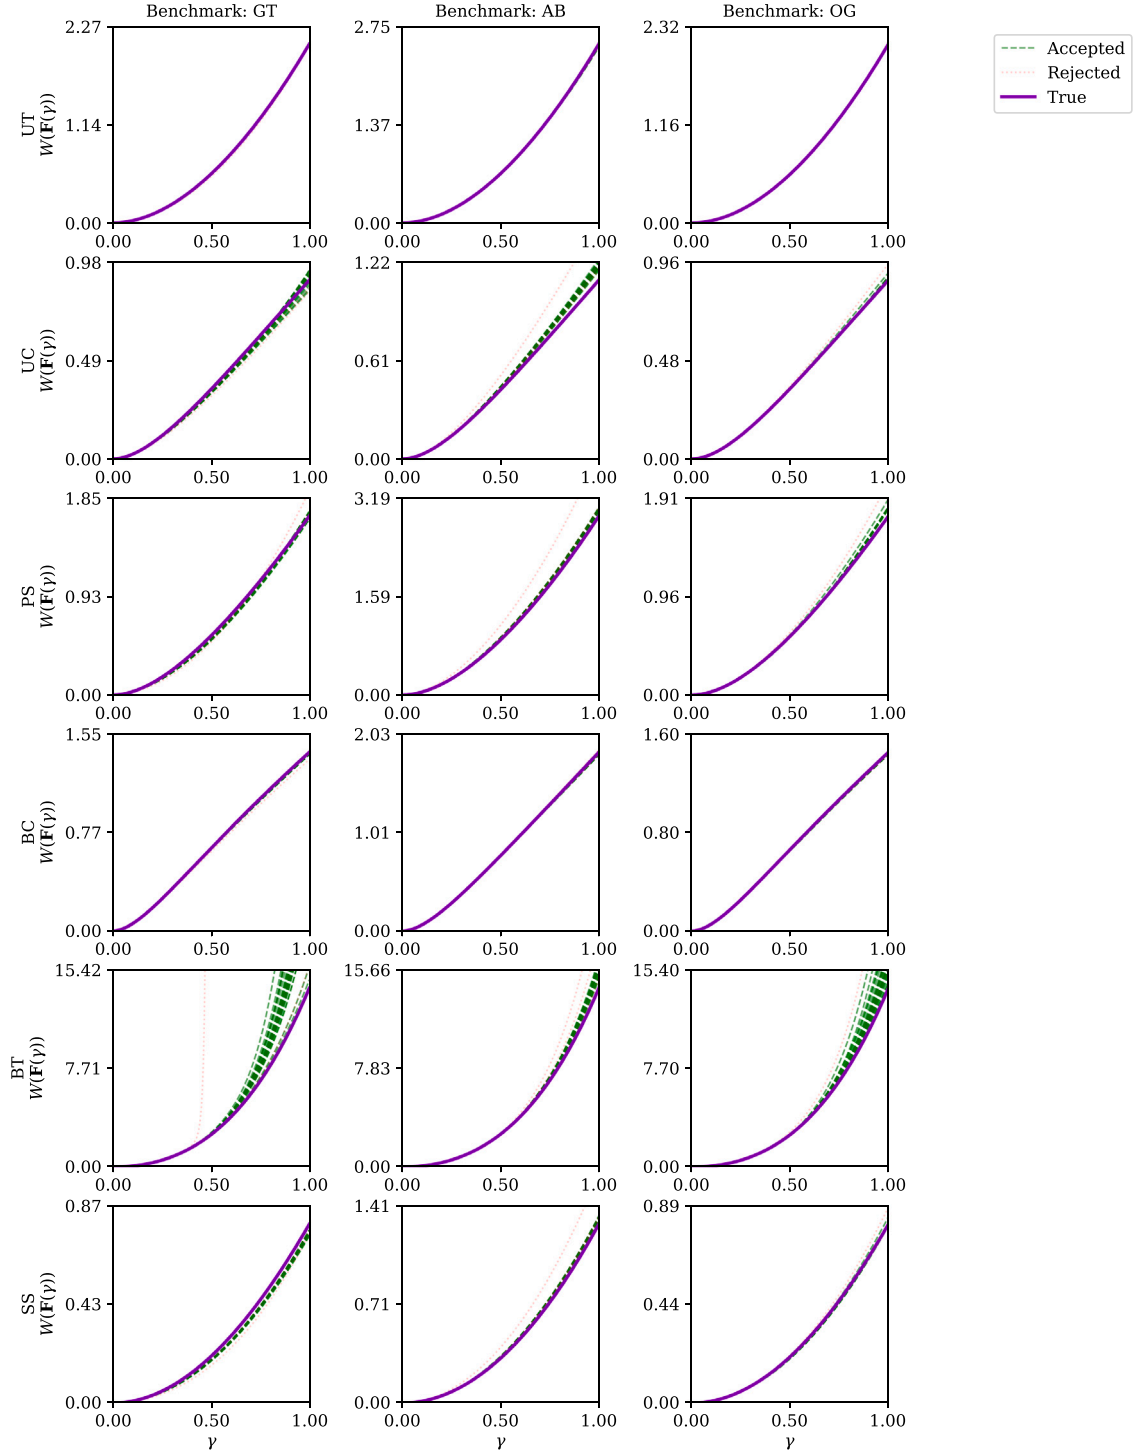 Benchmark: GT
Benchmark: AB
Benchmark: OG
Accepted
Rejected
True
UT
W(F(γ))
2.27
1.14
0.00
0.00 0.50 1.00
2.75
1.37
0.00
0.00 0.50 1.00
2.32
1.16
0.00
0.00 0.50 1.00
UC
W(F(γ))
0.98
0.49
0.00
0.00 0.50 1.00
1.22
0.61
0.00
0.00 0.50 1.00
0.96
0.48
0.00
0.00 0.50 1.00
PS
W(F(γ))
1.85
0.93
0.00
0.00 0.50 1.00
3.19
1.59
0.00
0.00 0.50 1.00
1.91
0.96
0.00
0.00 0.50 1.00
BC
W(F(γ))
1.55
0.77
0.00
0.00 0.50 1.00
2.03
1.01
0.00
0.00 0.50 1.00
1.60
0.80
0.00
0.00 0.50 1.00
BT
W(F(γ))
15.42
7.71
0.00
0.00 0.50 1.00
15.66
7.83
0.00
0.00 0.50 1.00
15.40
7.70
0.00
0.00 0.50 1.00
SS
W(F(γ))
0.87
0.43
0.00
0.00 0.50 1.00
γ
1.41
0.71
0.00
0.00 0.50 1.00
γ
0.89
0.44
0.00
0.00 0.50 1.00
γ